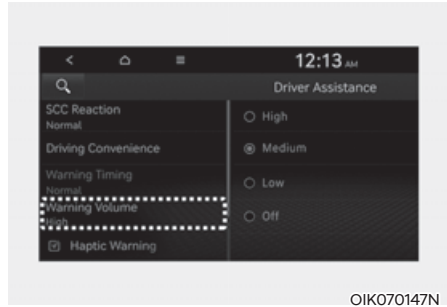 12:13 AM
Driver Assistance
SCC Reaction
Normal
Driving Convenience
Warning Timing
Normal
Warning Volume
High
Haptic Warning
High
Medium
Low
Off
OIK070147N